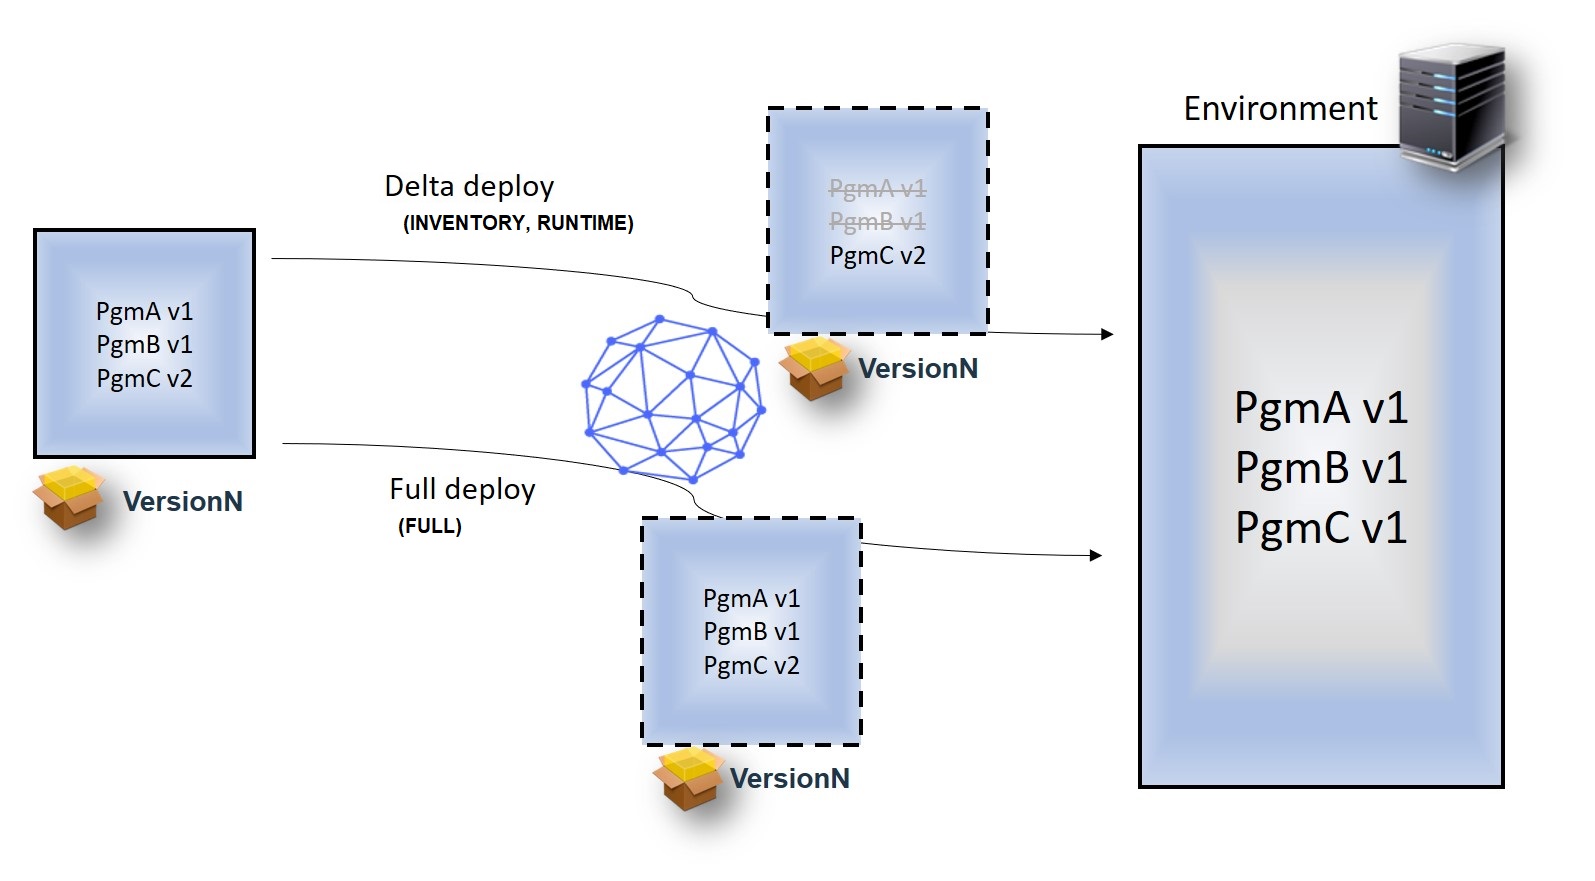 Environment
Delta deploy
(INVENTORY, RUNTIME)
PgmA v1
PgmB v1
PgmC v2
VersionN
PgmA v1
PgmB v1
PgmC v2
VersionN
Full deploy
(FULL)
PgmA v1
PgmB v1
PgmC v2
VersionN
PgmA v1
PgmB v1
PgmC v1